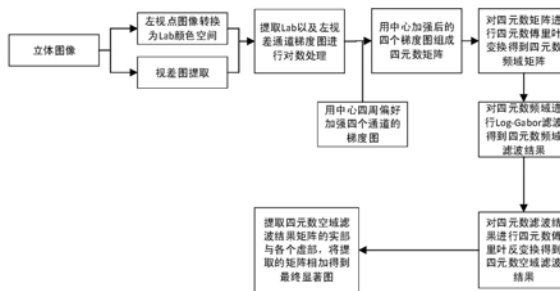 立体图像
左视点图像转换
为Lab颜色空间
视差图提取
提取Lab以及左视
差通道梯度图进
行对数处理
用中心四周偏好
加强四个通道的
梯度图
用中心加强后的
四个梯度图组成
四元数矩阵
对四元数矩阵进
行四元数傅里叶
变换得到四元数
频域矩阵
对四元数频域进
行Log-Gabor滤波
得到四元数频域
滤波结果
对四元数滤波结
果进行四元数傅
里叶反变换得到
四元数空域滤波
结果
提取四元数空域滤
波结果矩阵的实部
与各个虚部，将提
取的矩阵相加得到
最终显著图